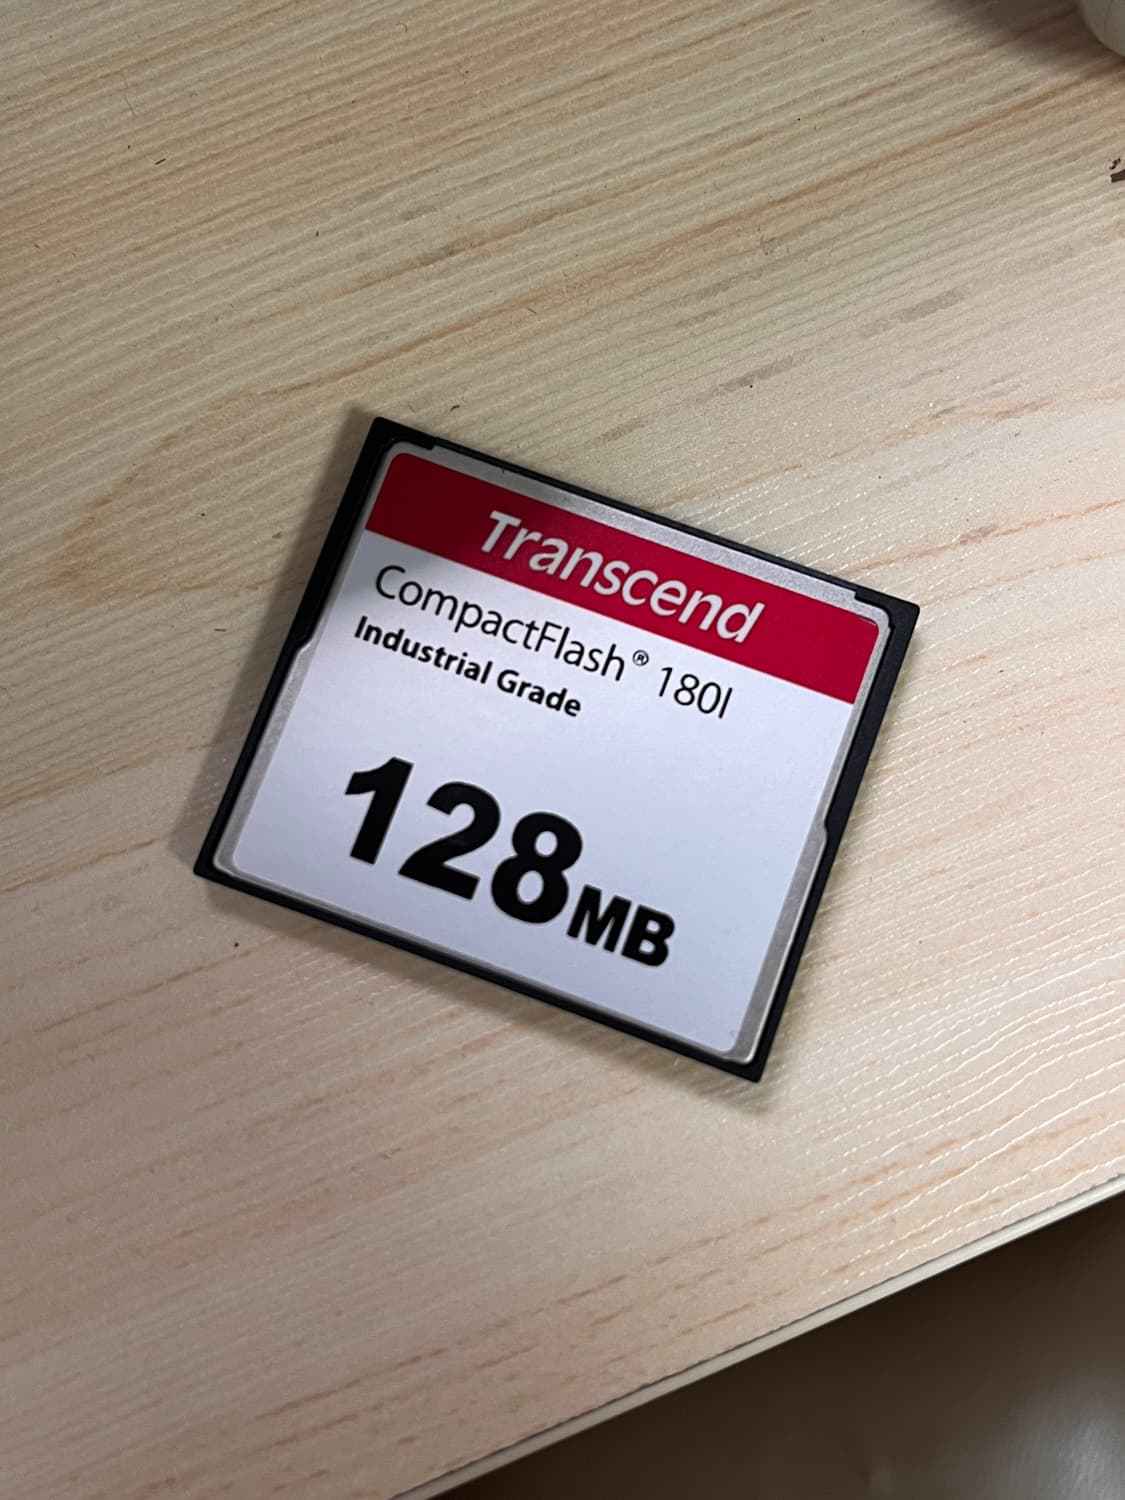 Transcend
CompactFlash® 180I
Industrial Grade
128MB